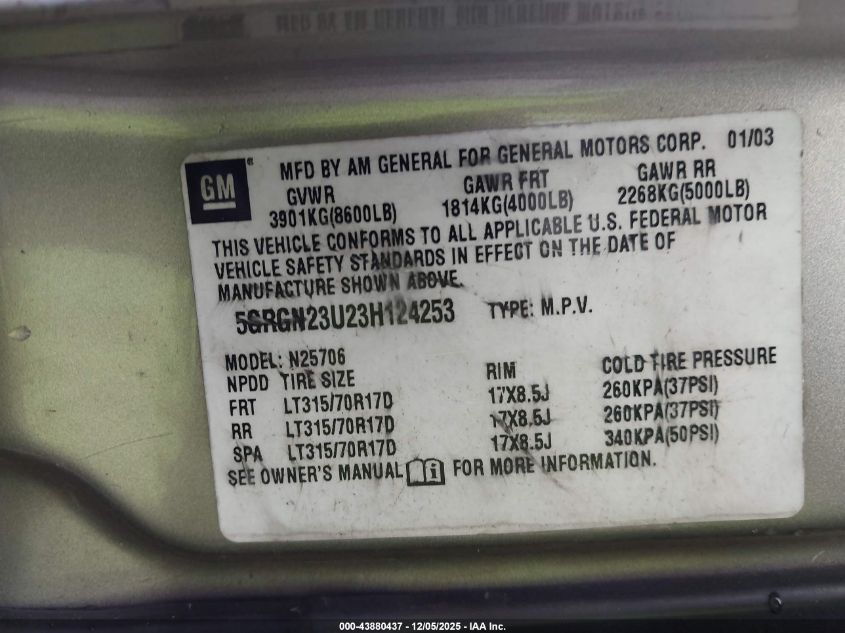 GM ® MFD BY AM GENERAL FOR GENERAL MOTORS CORP. 01/03
GVWR GAWR FRT GAWR RR
3901KG(8600LB) 1814KG(4000LB) 2268KG(5000LB)
THIS VEHICLE CONFORMS TO ALL APPLICABLE U.S. FEDERAL MOTOR
VEHICLE SAFETY STANDARDS IN EFFECT ON THE DATE OF
MANUFACTURE SHOWN ABOVE.
5GRGN23U23H124253 TYPE: M.P.V.
MODEL: N25706
NPDD TIRE SIZE RIM COLD TIRE PRESSURE
FRT LT315/70R17D 17X8.5J 260KPA(37PSI)
RR LT315/70R17D 17X8.5J 260KPA(37PSI)
SPA LT315/70R17D 17X8.5J 340KPA(50PSI)
SEE OWNER'S MANUAL i FOR MORE INFORMATION.
000-43880437 - 12/05/2025 - IAA Inc.